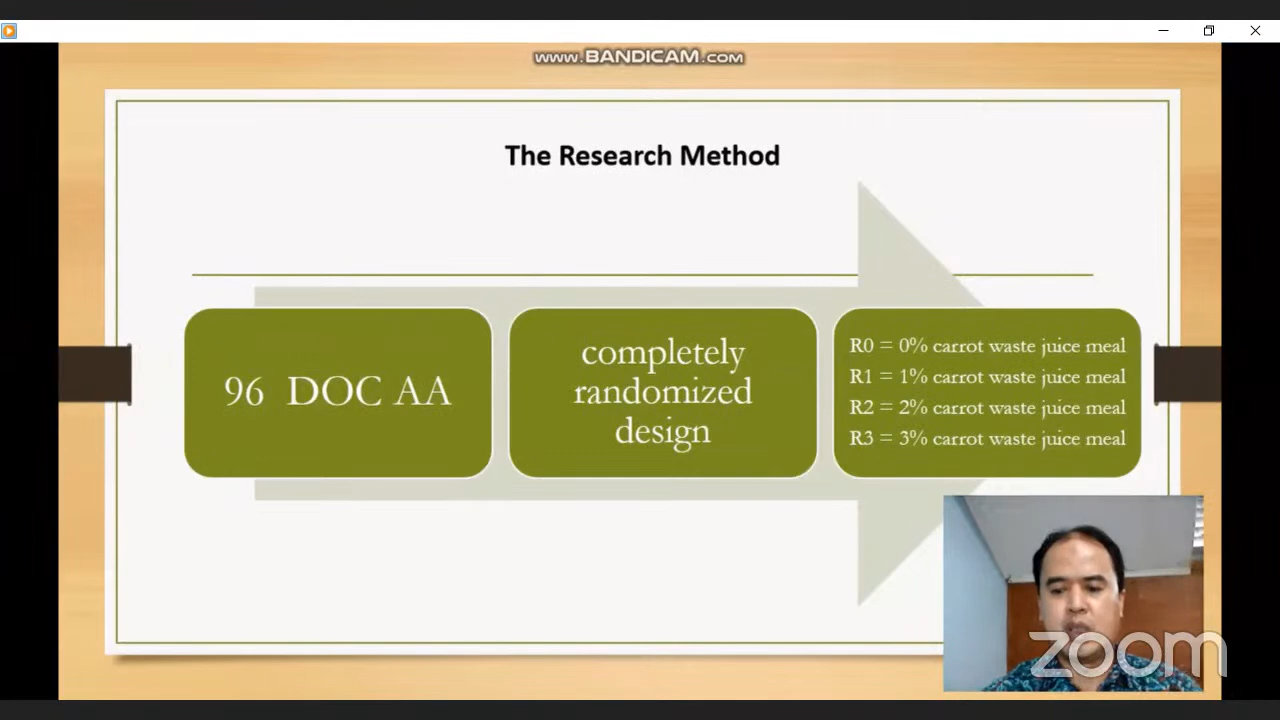 www.BANDICAM.com
The Research Method
96 DOC AA
completely
randomized
design
R0 = 0% carrot waste juice meal
R1 = 1% carrot waste juice meal
R2 = 2% carrot waste juice meal
R3 = 3% carrot waste juice meal
zoom